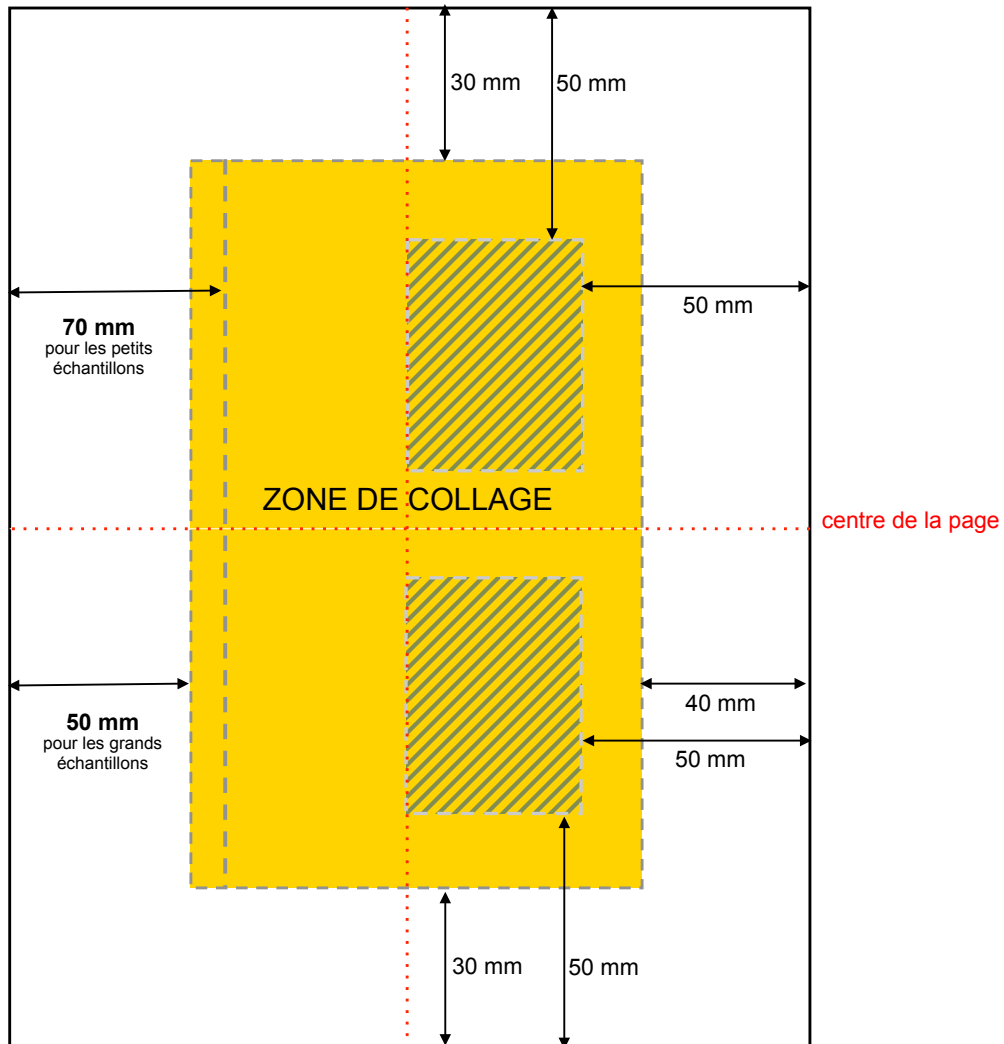 30 mm
50 mm
50 mm
70 mm
pour les petits
échantillons
ZONE DE COLLAGE
centre de la page
50 mm
pour les grands
échantillons
40 mm
50 mm
30 mm
50 mm